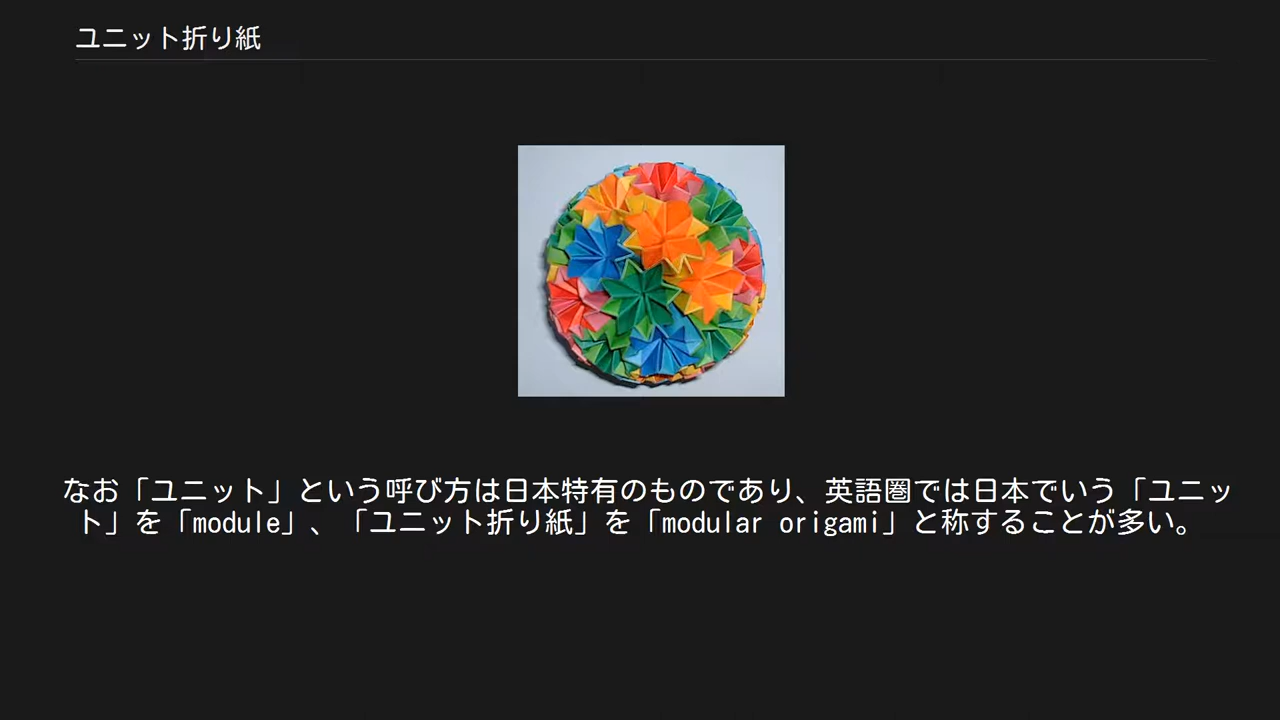 ユニット折り紙
なお「ユニット」という呼び方は日本特有のものであり、英語圏では日本でいう「ユニッ
ト」を「module」、「ユニット折り紙」を「modular origami」と称することが多い。